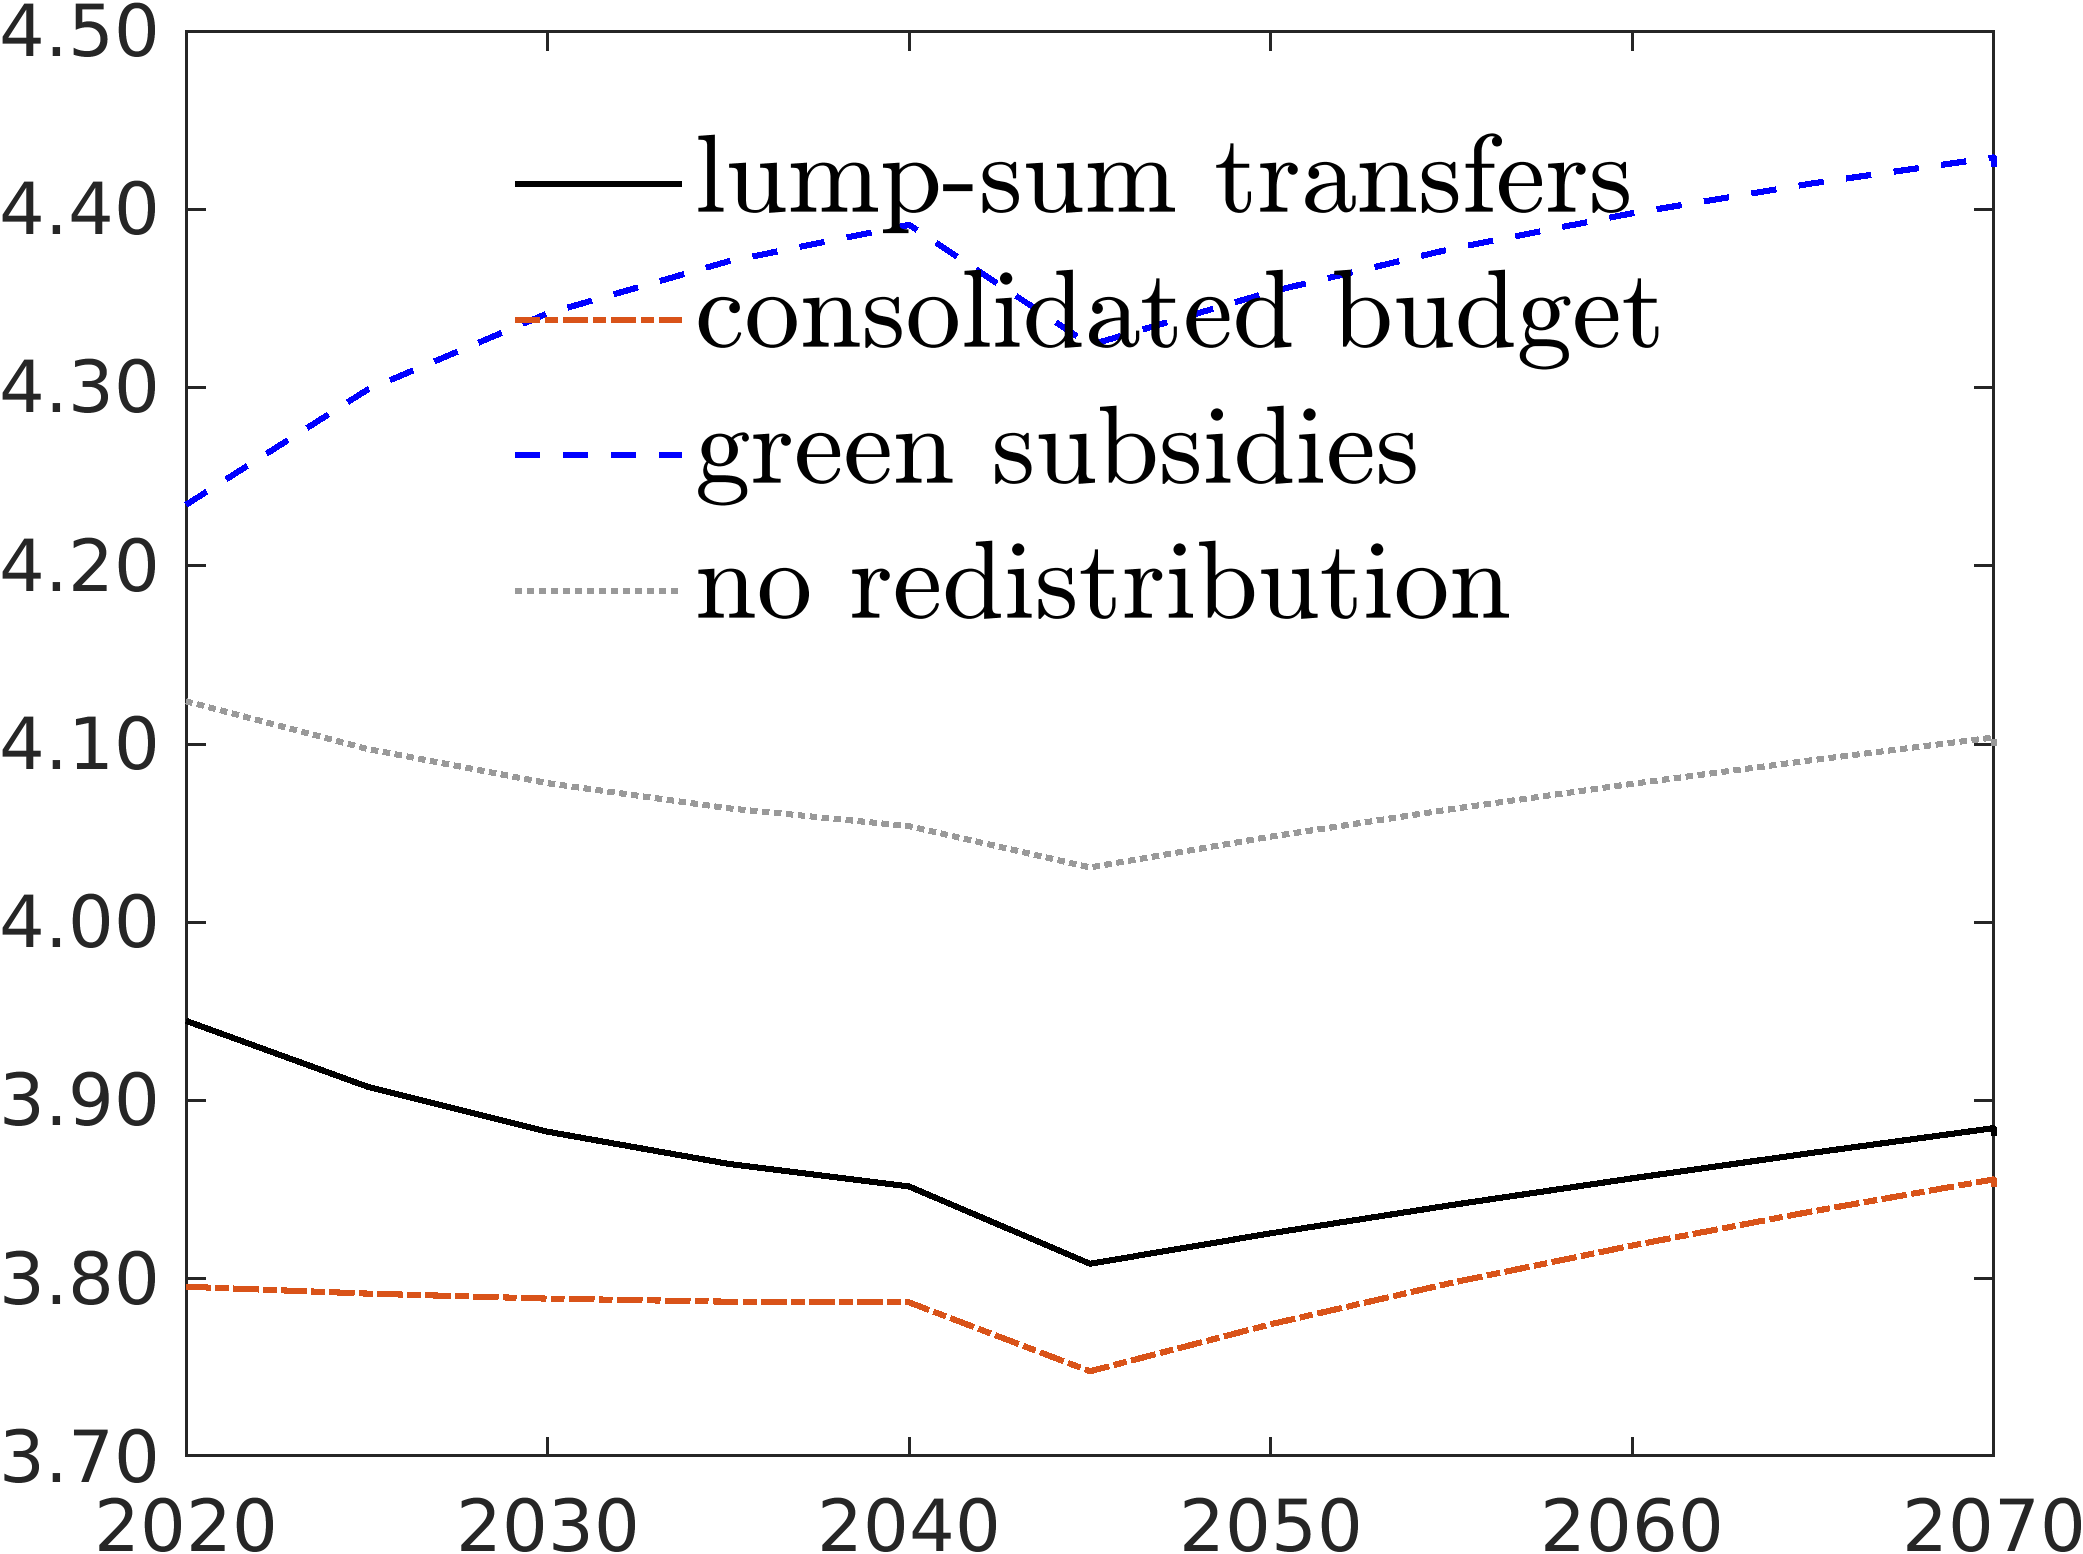 4.50
lump-sum transfers
4.40
consolidated budget
4.30
green subsidies
4.20
no redistribution
4.10
4.00
3.90
3.80
3.70
2020 2030 2040 2050 2060 2070